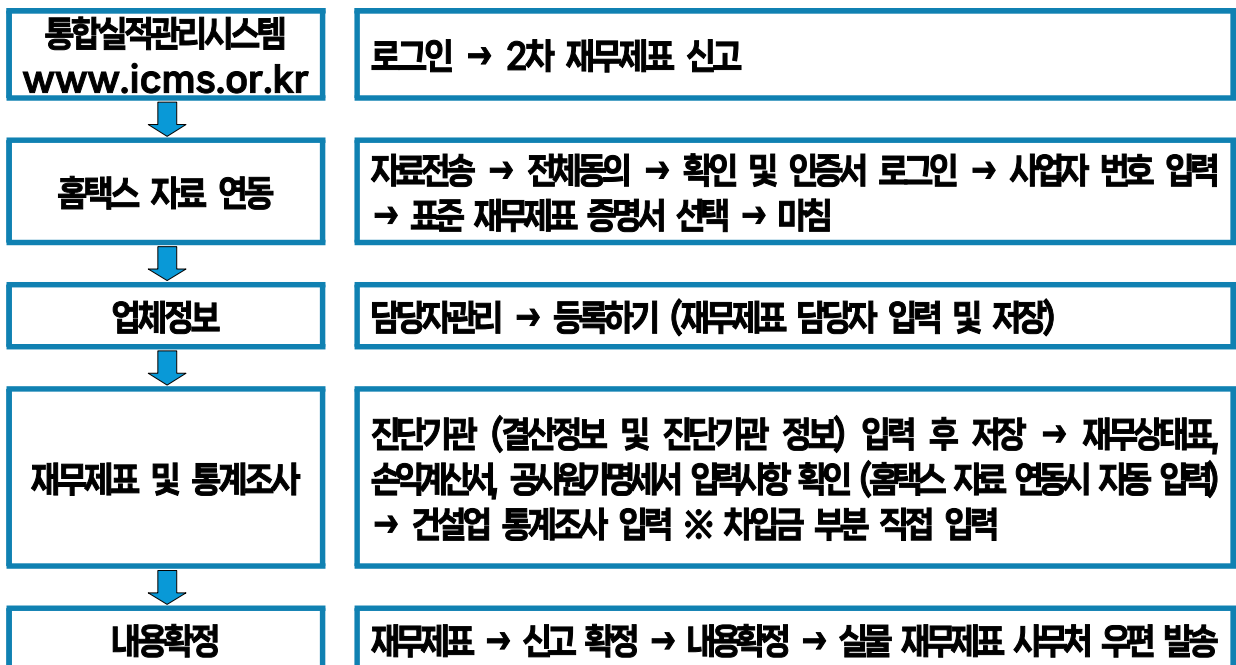 통합실적관리시스템
www.icms.or.kr
로그인 → 2차 재무제표 신고
홈택스 자료 연동
자료전송 → 전체동의 → 확인 및 인증서 로그인 → 사업자 번호 입력
→ 표준 재무제표 증명서 선택 → 마침
업체정보
담당자관리 → 등록하기 (재무제표 담당자 입력 및 저장)
재무제표 및 통계조사
진단기관 (결산정보 및 진단기관 정보) 입력 후 저장 → 재무상태표,
손익계산서, 공사원가명세서 입력사항 확인 (홈택스 자료 연동시 자동 입력)
→ 건설업 통계조사 입력 ※ 차입금 부분 직접 입력
내용확정
재무제표 → 신고 확정 → 내용확정 → 실물 재무제표 사무처 우편 발송